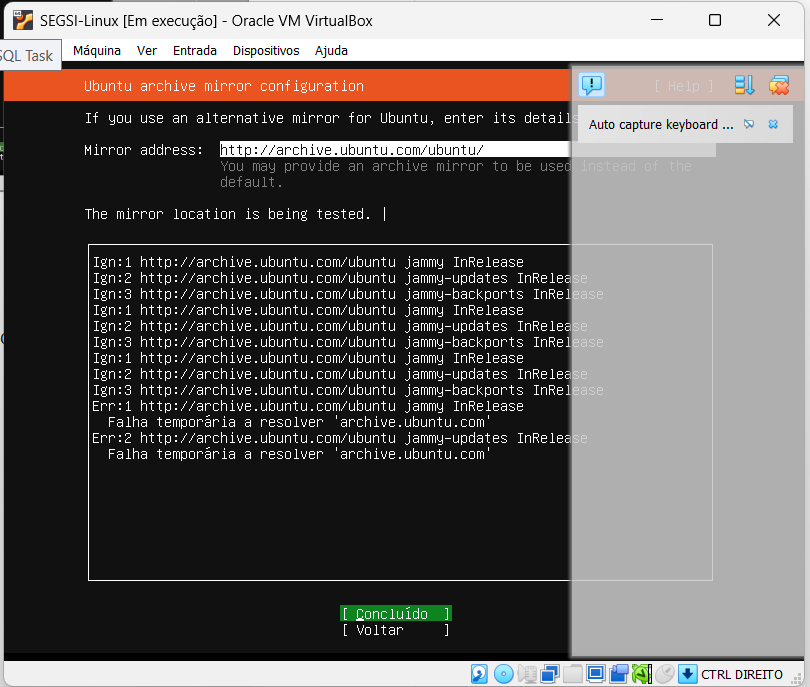 SEGSI-Linux [Em execução] - Oracle VM VirtualBox
SQL Task
Máquina Ver Entrada Dispositivos Ajuda
Ubuntu archive mirror configuration [ Help ]
If you use an alternative mirror for Ubuntu, enter its details
Auto capture keyboard ...
Mirror address: http://archive.ubuntu.com/ubuntu/
You may provide an archive mirror to be used instead of the
default.
The mirror location is being tested. |
Ign:1 http://archive.ubuntu.com/ubuntu jammy InRelease
Ign:2 http://archive.ubuntu.com/ubuntu jammy-updates InRelease
Ign:3 http://archive.ubuntu.com/ubuntu jammy-backports InRelease
Ign:1 http://archive.ubuntu.com/ubuntu jammy InRelease
Ign:2 http://archive.ubuntu.com/ubuntu jammy-updates InRelease
Ign:3 http://archive.ubuntu.com/ubuntu jammy-backports InRelease
Ign:1 http://archive.ubuntu.com/ubuntu jammy InRelease
Ign:2 http://archive.ubuntu.com/ubuntu jammy-updates InRelease
Ign:3 http://archive.ubuntu.com/ubuntu jammy-backports InRelease
Err:1 http://archive.ubuntu.com/ubuntu jammy InRelease
Falha temporária a resolver 'archive.ubuntu.com'
Err:2 http://archive.ubuntu.com/ubuntu jammy-updates InRelease
Falha temporária a resolver 'archive.ubuntu.com'
[ Concluído ]
[ Voltar ]
CTRL DIREITO